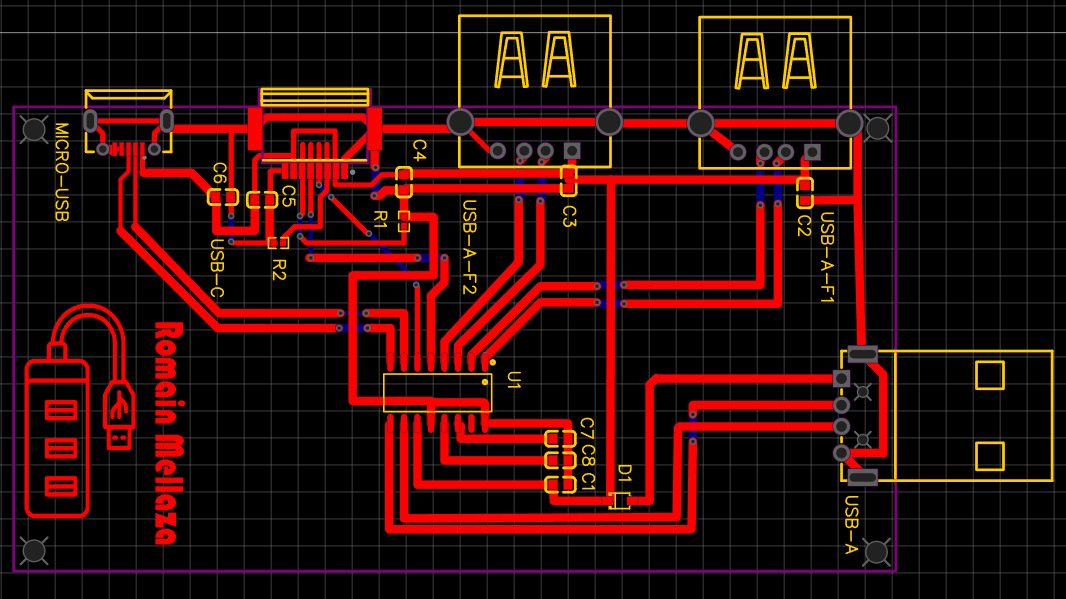 MICRO-USB
C6
C5
C4
R1
R2
USB-C
USB-A-F2
C3
C2
USB-A-F1
U1
C7
C8
C1
D1
USB-A
Romain Mellaza